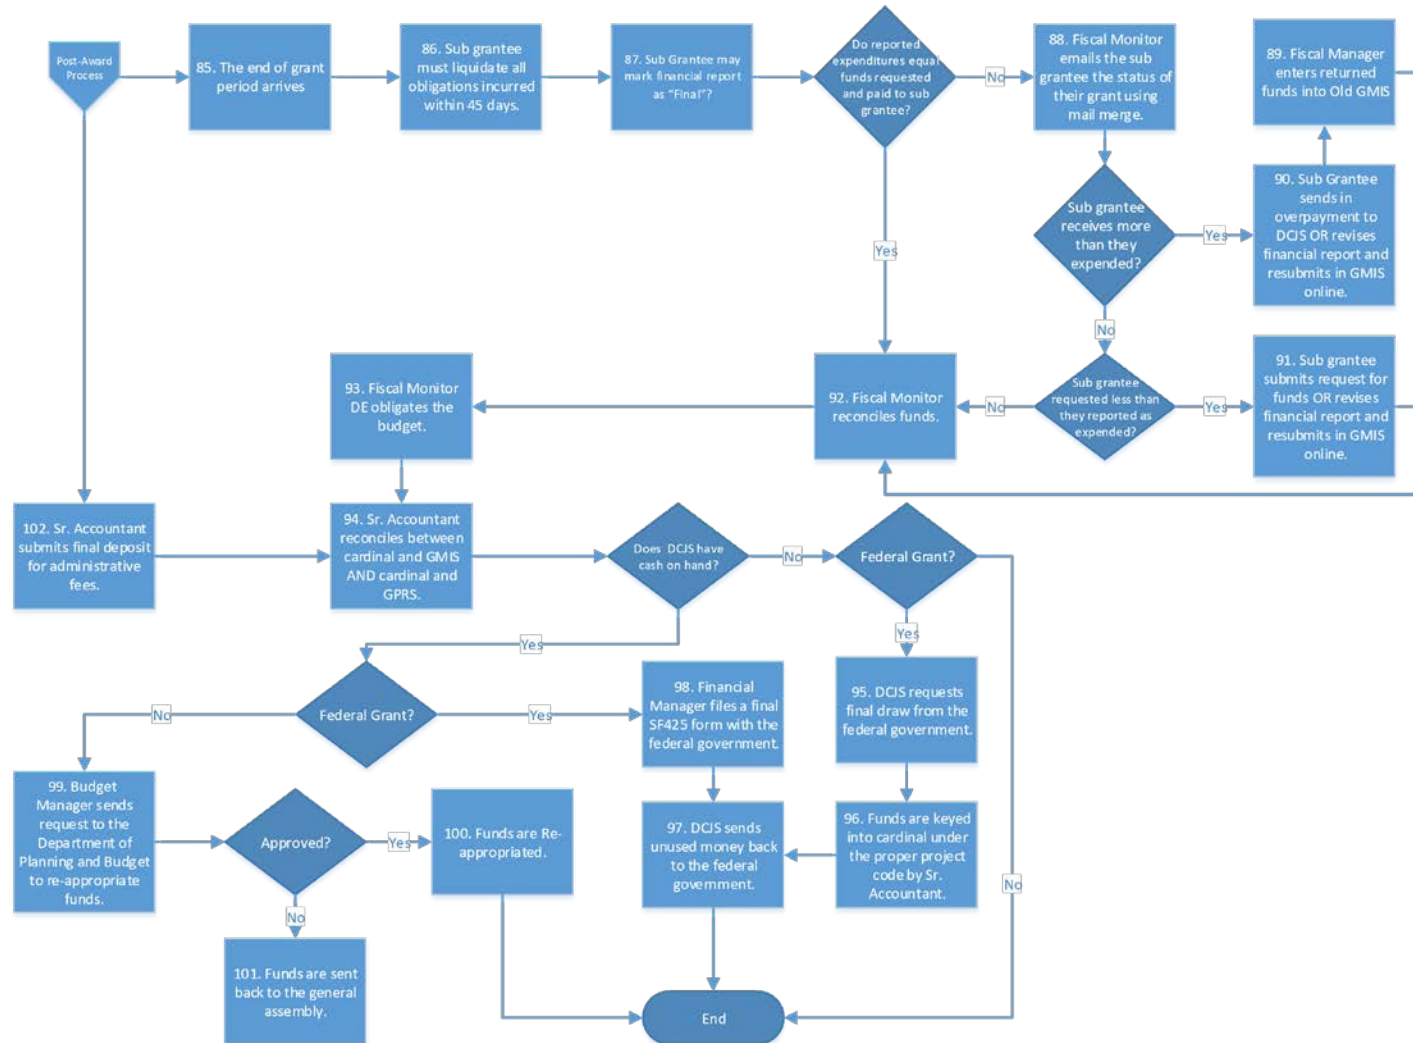 Post-Award
Process
85. The end of grant
period arrives
86. Sub grantee
must liquidate all
obligations incurred
within 45 days.
87. Sub Grantee may
mark financial report
as "Final"?
Do reported
expenditures equal
funds requested
and paid to sub
grantee?
No
88. Fiscal Monitor
emails the sub
grantee the status of
their grant using
mail merge.
89. Fiscal Manager
enters returned
funds into Old GMIS
Yes
Sub grantee
receives more
than they
expended?
Yes
90. Sub Grantee
sends in
overpayment to
DCJS OR revises
financial report and
resubmits in GMIS
online.
No
93. Fiscal Monitor
DE obligates the
budget.
92. Fiscal Monitor
reconciles funds.
No
Sub grantee
requested less than
they reported as
expended?
Yes
91. Sub grantee
submits request for
funds OR revises
financial report and
resubmits in GMIS
online.
102. Sr. Accountant
submits final deposit
for administrative
fees.
94. Sr. Accountant
reconciles between
cardinal and GMIS
AND cardinal and
GPRS.
Does DCJS have
cash on hand?
No
Federal Grant?
Yes
Yes
No
Federal Grant?
Yes
98. Financial
Manager files a final
SF425 form with the
federal government.
95. DCJS requests
final draw from the
federal government.
99. Budget
Manager sends
request to the
Department of
Planning and Budget
to re-appropriate
funds.
Approved?
Yes
100. Funds are Re-
appropriated.
97. DCJS sends
unused money back
to the federal
government.
96. Funds are keyed
into cardinal under
the proper project
code by Sr.
Accountant.
No
No
101. Funds are sent
back to the general
assembly.
End